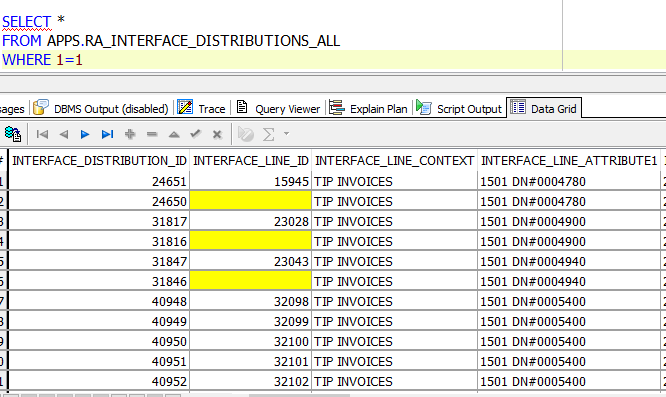 SELECT *
FROM APPS.RA_INTERFACE_DISTRIBUTIONS_ALL
WHERE 1=1
sages DBMS Output (disabled) Trace Query Viewer Explain Plan Script Output Data Grid
# INTERFACE_DISTRIBUTION_ID INTERFACE_LINE_ID INTERFACE_LINE_CONTEXT INTERFACE_LINE_ATTRIBUTE1
1 24651 15945 TIP INVOICES 1501 DN#0004780
2 24650 TIP INVOICES 1501 DN#0004780
3 31817 23028 TIP INVOICES 1501 DN#0004900
4 31816 TIP INVOICES 1501 DN#0004900
5 31847 23043 TIP INVOICES 1501 DN#0004940
6 31846 TIP INVOICES 1501 DN#0004940
7 40948 32098 TIP INVOICES 1501 DN#0005400
8 40949 32099 TIP INVOICES 1501 DN#0005400
9 40950 32100 TIP INVOICES 1501 DN#0005400
0 40951 32101 TIP INVOICES 1501 DN#0005400
1 40952 32102 TIP INVOICES 1501 DN#0005400